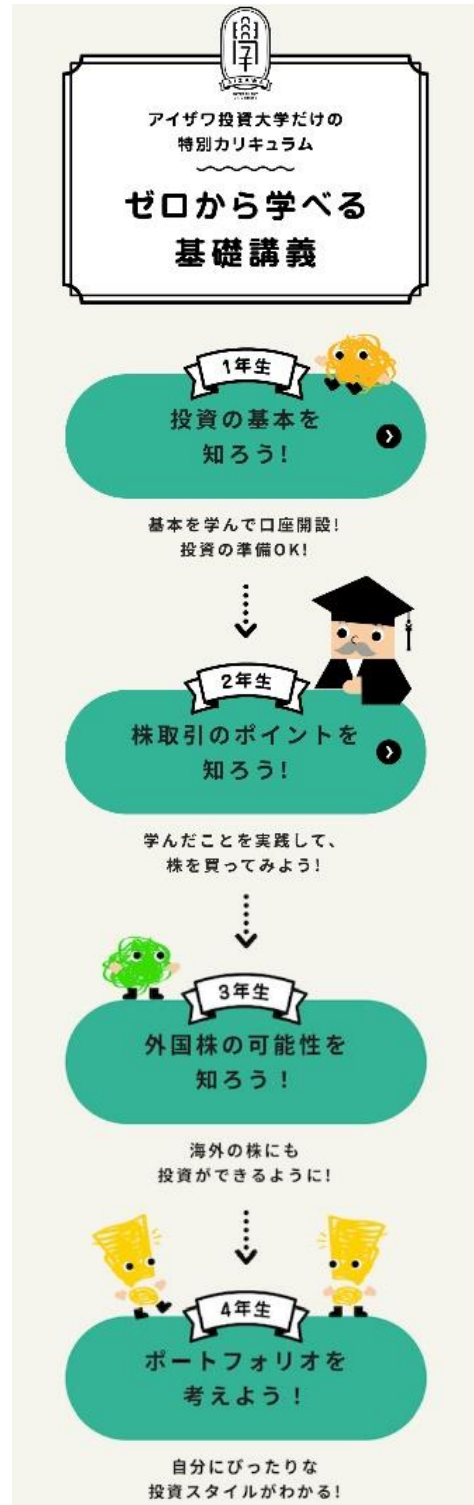 AIZAWA
アイザワ投資大学だけの
特別カリキュラム
ゼロから学べる
基礎講義
1年生
投資の基本を
知ろう!
基本を学んで口座開設!
投資の準備OK!
2年生
株取引のポイントを
知ろう!
学んだことを実践して、
株を買ってみよう!
3年生
外国株の可能性を
知ろう！
海外の株にも
投資ができるように!
4年生
ポートフォリオを
考えよう！
自分にぴったりな
投資スタイルがわかる!